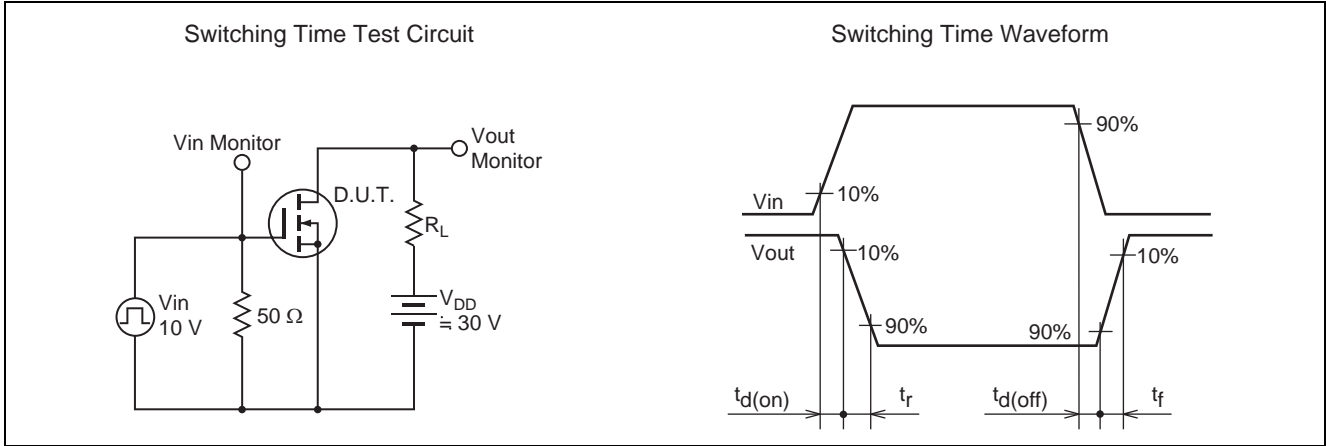 Switching Time Test Circuit
Vin Monitor
Vout
Monitor
D.U.T.
RL
Vin
10 V
50 Ω
VDD
≒ 30 V
Switching Time Waveform
Vin
10%
90%
Vout
10%
90%
90%
10%
td(on)
tr
td(off)
tf